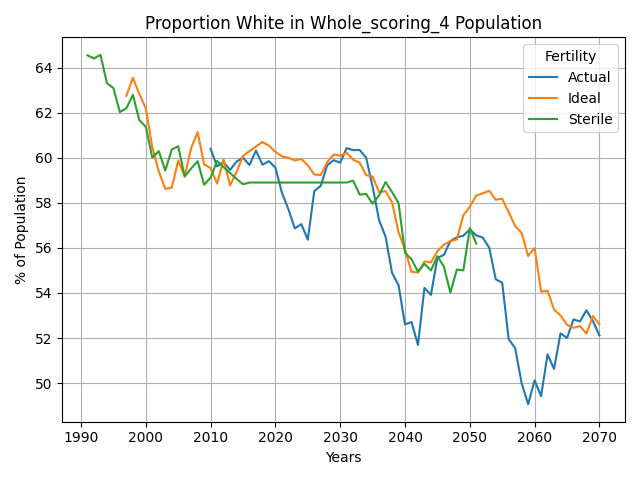 Proportion White in Whole_scoring_4 Population
Fertility
Actual
Ideal
Sterile
% of Population
64
62
60
58
56
54
52
50
1990 2000 2010 2020 2030 2040 2050 2060 2070
Years